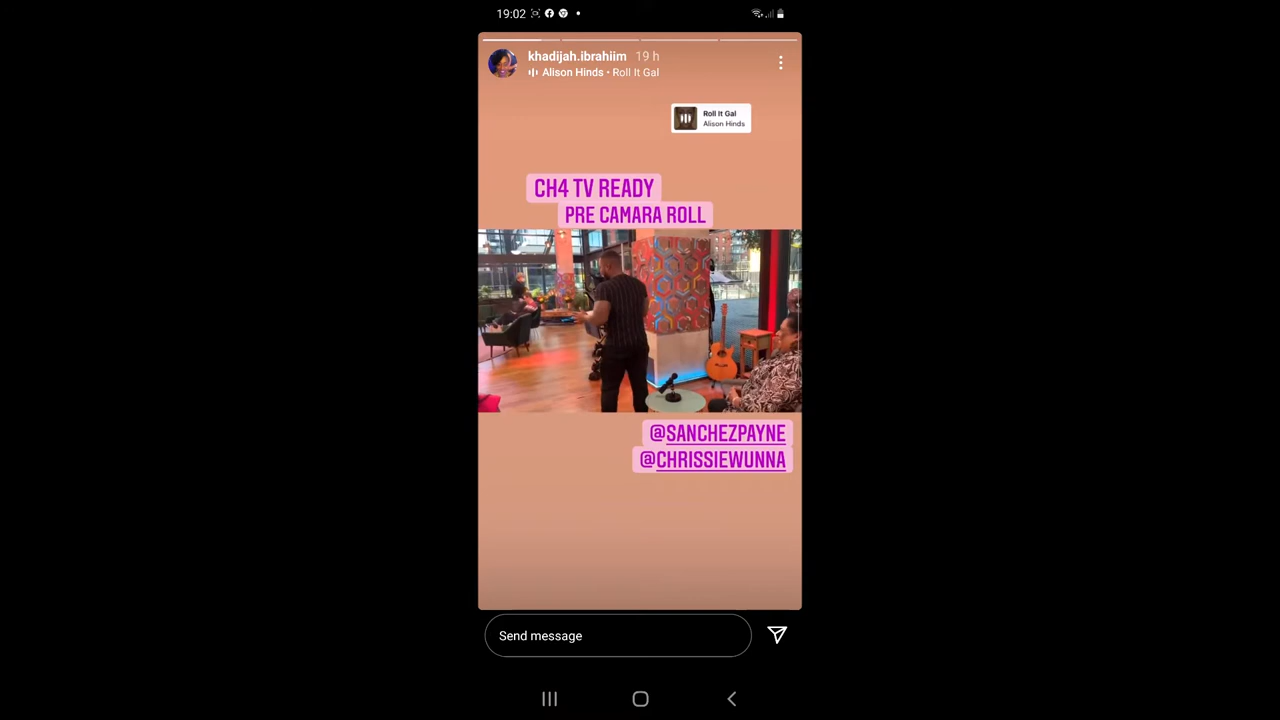 19:02
khadijah.ibrahiim 19 h
Alison Hinds • Roll It Gal
Roll It Gal
Alison Hinds
CH4 TV READY
PRE CAMARA ROLL
@SANCHEZPAYNE
@CHRISSIEWUNNA
Send message